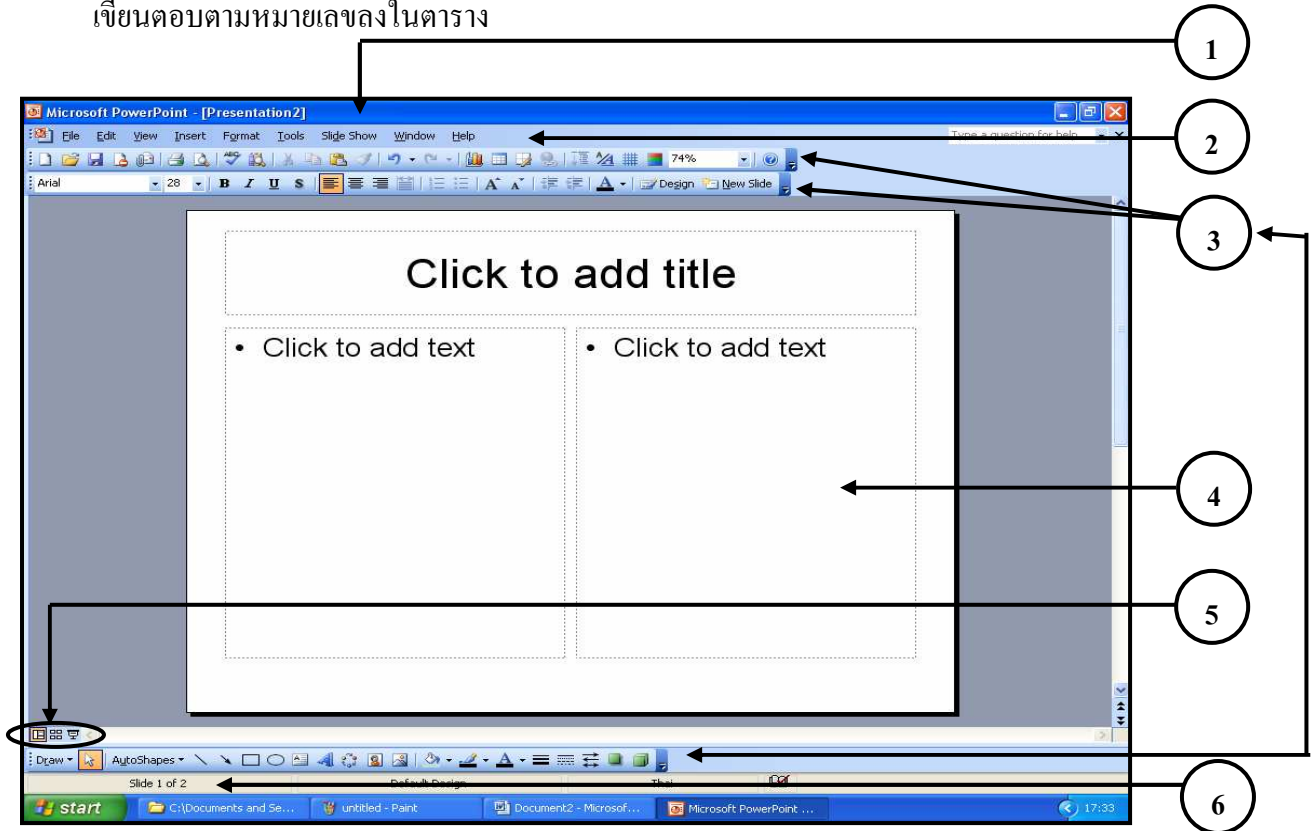 เขียนตอบตามหมายเลขลงในตาราง
1
Microsoft PowerPoint - [Presentation2]
File Edit View Insert Format Tools Slide Show Window Help
Type a question for help
2
74%
Arial 28 B I U S A A A Design New Slide
3
Click to add title
• Click to add text
• Click to add text
4
5
Draw AutoShapes A
Slide 1 of 2 Default Design Thai
6
start C:\Documents and Se... untitled - Paint Document2 - Microsof... Microsoft PowerPoint ... 17:33